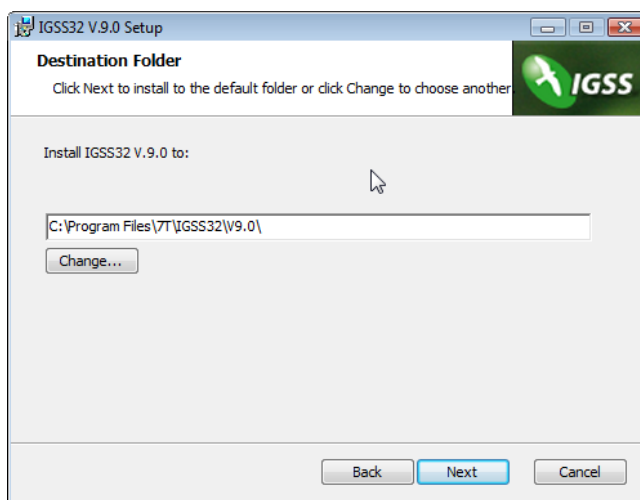 IGSS32 V.9.0 Setup
Destination Folder
Click Next to install to the default folder or click Change to choose another
IGSS
Install IGSS32 V.9.0 to:
C:\Program Files\7T\IGSS32\V9.0\
Change...
Back Next Cancel